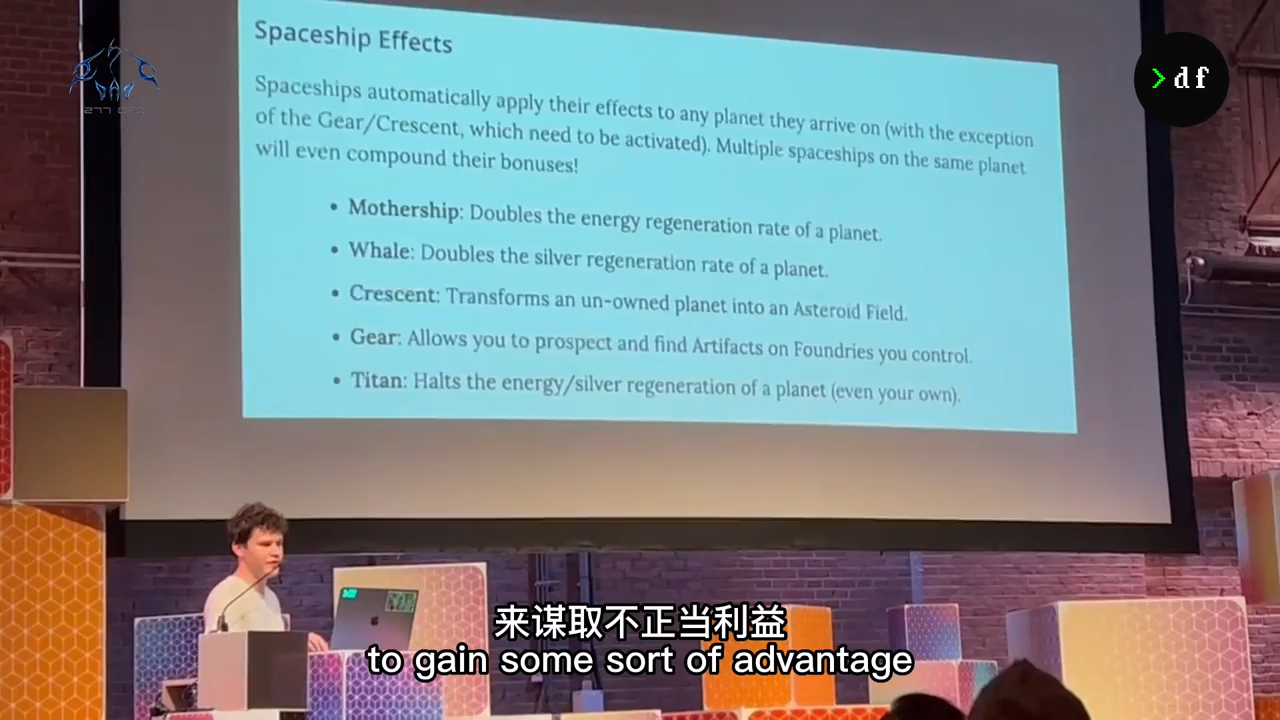 Spaceship Effects
>df
Spaceships automatically apply their effects to any planet they arrive on (with the exception
of the Gear/Crescent, which need to be activated). Multiple spaceships on the same planet
will even compound their bonuses!
• Mothership: Doubles the energy regeneration rate of a planet.
• Whale: Doubles the silver regeneration rate of a planet.
• Crescent: Transforms an un-owned planet into an Asteroid Field.
• Gear: Allows you to prospect and find Artifacts on Foundries you control.
• Titan: Halts the energy/silver regeneration of a planet (even your own).
来谋取不正当利益
to gain some sort of advantage